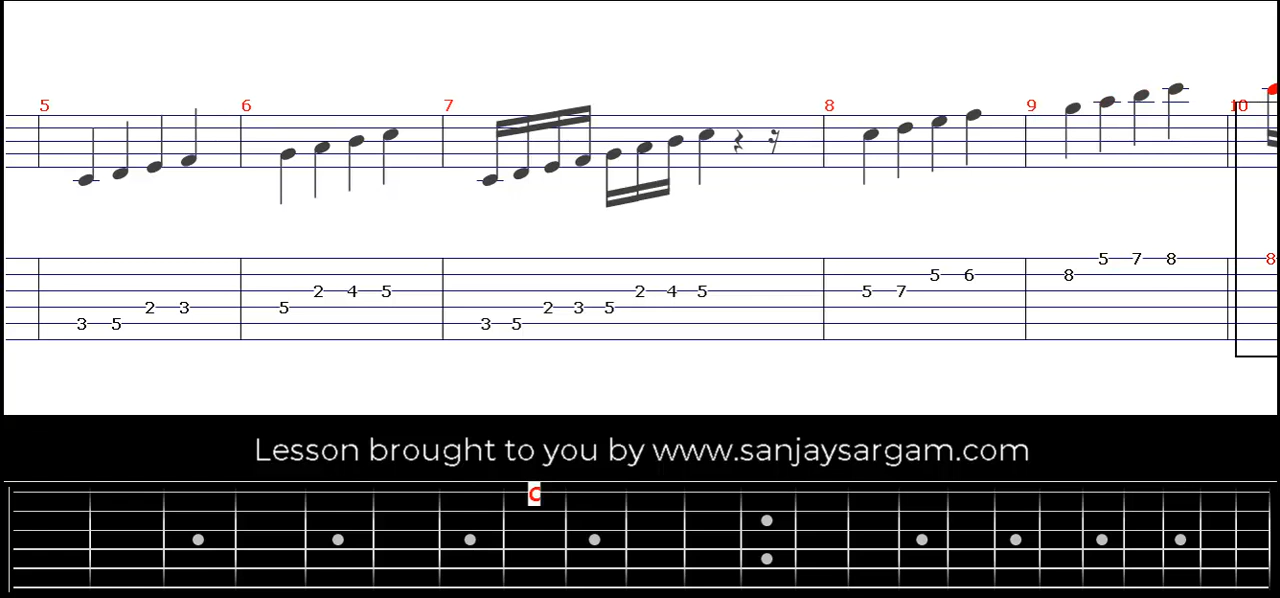 5 6 7 8 9 10
5 7 8 8
5 6 8
2 4 5 2 4 5 5 7
2 3 5 2 3 5
3 5 3 5
Lesson brought to you by www.sanjaysargam.com
C